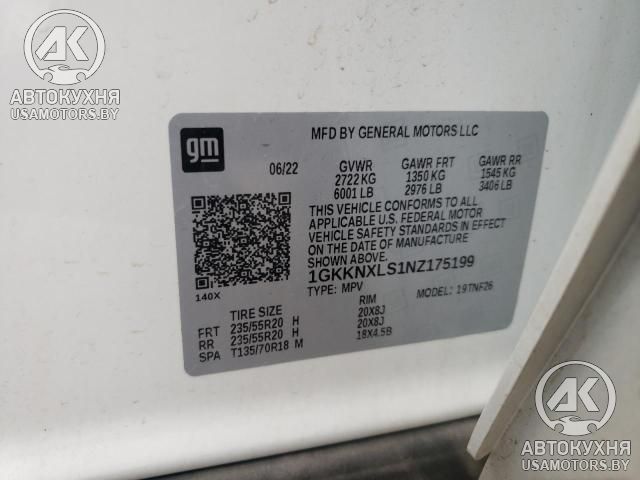 AK
АВТОКУХНЯ
USAMOTORS.BY
gm
MFD BY GENERAL MOTORS LLC
06/22 GVWR GAWR FRT GAWR RR
2722 KG 1350 KG 1545 KG
6001 LB 2976 LB 3406 LB
THIS VEHICLE CONFORMS TO ALL
APPLICABLE U.S. FEDERAL MOTOR
VEHICLE SAFETY STANDARDS IN EFFECT
ON THE DATE OF MANUFACTURE
SHOWN ABOVE.
1GKKNXLS1NZ175199
140X
TYPE: MPV MODEL: 19TNF26
TIRE SIZE RIM
FRT 235/55R20 H 20X8J
RR 235/55R20 H 20X8J
SPA T135/70R18 M 18X4.5B
AK
АВТОКУХНЯ
USAMOTORS.BY